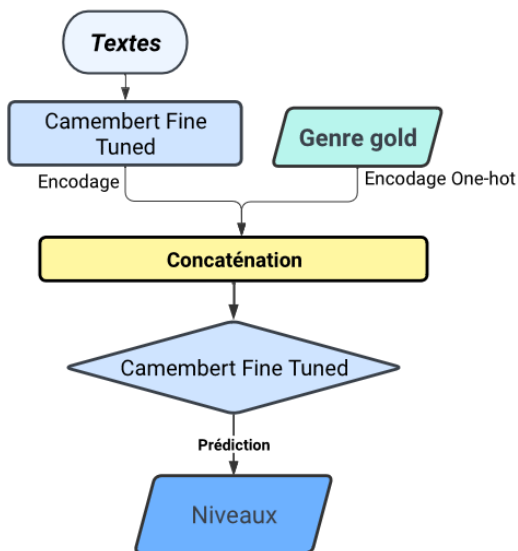 Textes
Camembert Fine
Tuned
Genre gold
Encodage
Encodage One-hot
Concaténation
Camembert Fine Tuned
Prédiction
Niveaux